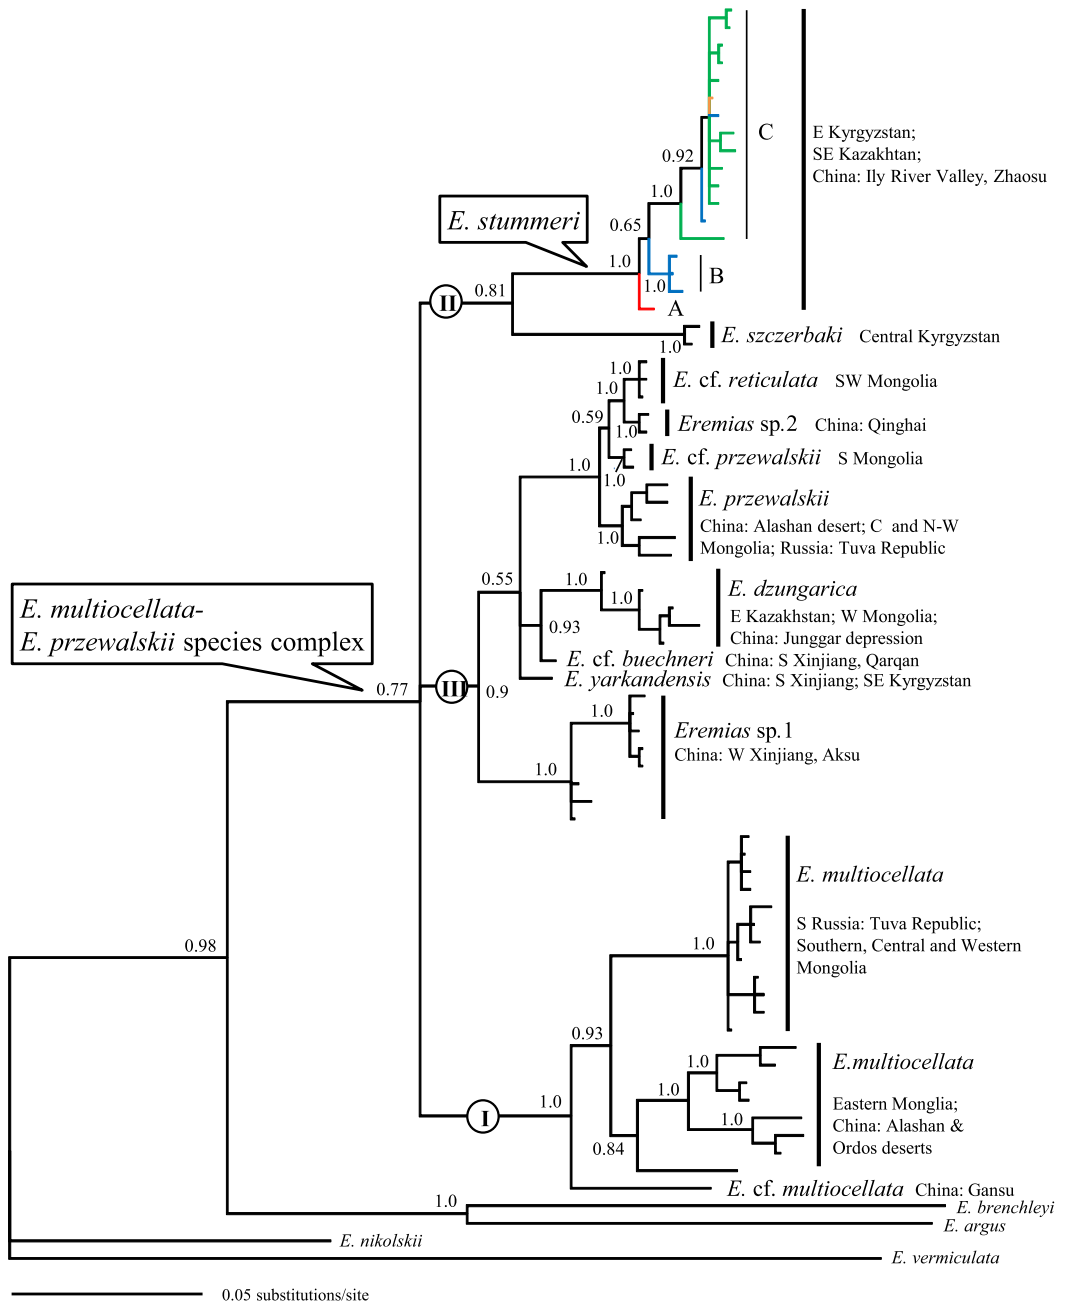 C
E Kyrgyzstan;
SE Kazakhtan;
China: Ily River Valley, Zhaosu
0.92
1.0
E. stummeri
0.65
1.0
B
1.0
A
II
0.81
E. szczerbaki Central Kyrgyzstan
1.0
1.0
E. cf. reticulata SW Mongolia
1.0
0.59
Eremias sp.2 China: Qinghai
1.0
E. cf. przewalskii S Mongolia
1.0
1.0
E. przewalskii
China: Alashan desert; C and N-W
Mongolia; Russia: Tuva Republic
1.0
0.55
1.0
E. dzungarica
1.0
E Kazakhstan; W Mongolia;
China: Junggar depression
0.93
E. multiocellata-
E. przewalskii species complex
E. cf. buechneri China: S Xinjiang, Qarqan
E. yarkandensis China: S Xinjiang; SE Kyrgyzstan
0.77
III
0.9
1.0
Eremias sp.1
China: W Xinjiang, Aksu
1.0
E. multiocellata
S Russia: Tuva Republic;
Southern, Central and Western
Mongolia
1.0
0.98
0.93
1.0
E.multiocellata
1.0
Eastern Monglia;
China: Alashan &
Ordos deserts
1.0
I
1.0
0.84
E. cf. multiocellata China: Gansu
1.0
E. brenchleyi
E. argus
E. nikolskii
E. vermiculata
0.05 substitutions/site